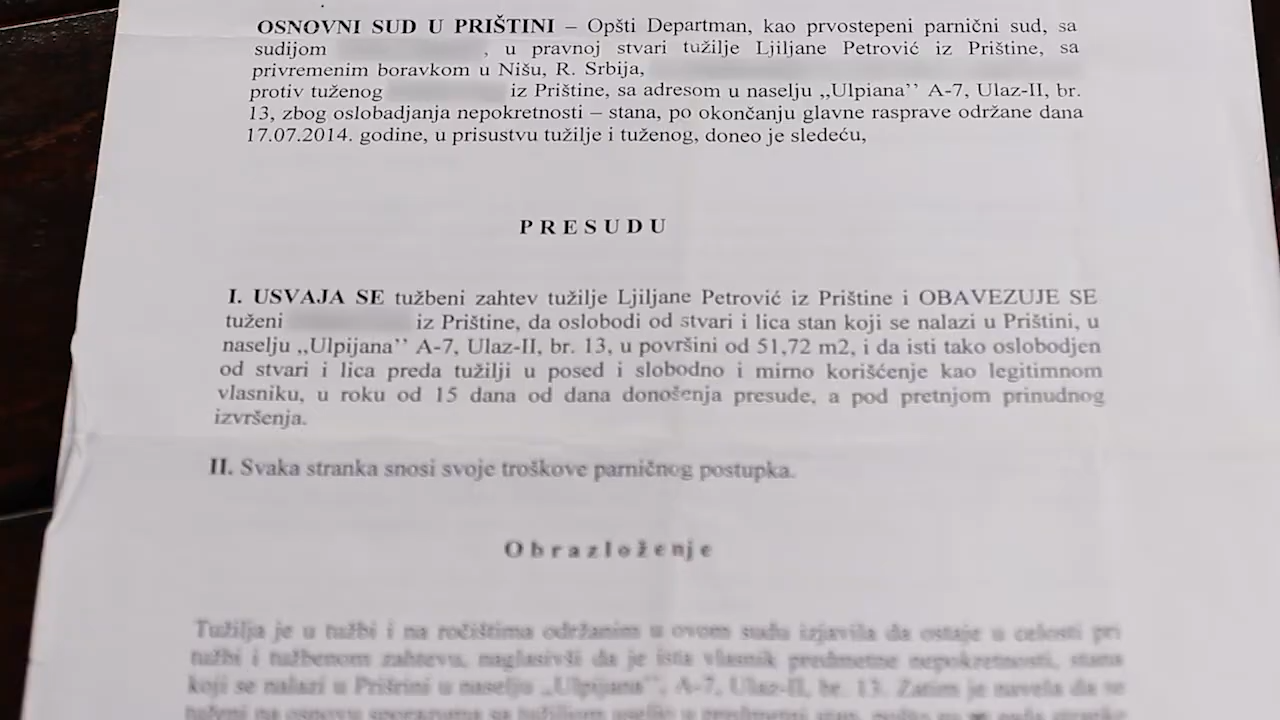 OSNOVNI SUD U PRIŠTINI – Opšti Departman, kao prvostepeni parnični sud, sa
sudijom , u pravnoj stvari tužilje Ljiljane Petrović iz Prištine, sa
privremenim boravkom u Nišu, R. Srbija,
protiv tuženog iz Prištine, sa adresom u naselju ,,Ulpiana’’ A-7, Ulaz-II, br.
13, zbog oslobadjanja nepokretnosti – stana, po okončanju glavne rasprave održane dana
17.07.2014. godine, u prisustvu tužilje i tuženog, doneo je sledeću,
P R E S U D U
I. USVAJA SE tužbeni zahtev tužilje Ljiljane Petrović iz Prištine i OBAVEZUJE SE
tuženi iz Prištine, da oslobodi od stvari i lica stan koji se nalazi u Prištini, u
naselju ,,Ulpijana’’ A-7, Ulaz-II, br. 13, u površini od 51,72 m2, i da isti tako oslobodjen
od stvari i lica preda tužilji u posed i slobodno i mirno korišćenje kao legitimnom
vlasniku, u roku od 15 dana od dana donošenja presude, a pod pretnjom prinudnog
izvršenja.
II. Svaka stranka snosi svoje troškove parničnog postupka.
O b r a z l o ž e nj e
Tužilja je u tužbi i na ročištima održanim u ovom sudu izjavila da ostaje u celosti pri
tužbi i tužbenom zahtevu, naglasivši da je ista vlasnik predmetne nepokretnosti, stana
koji se nalazi u Prišrini u naselju ,,Ulpijana’’, A-7, Ulaz-II, br. 13. Zatim je navela da se